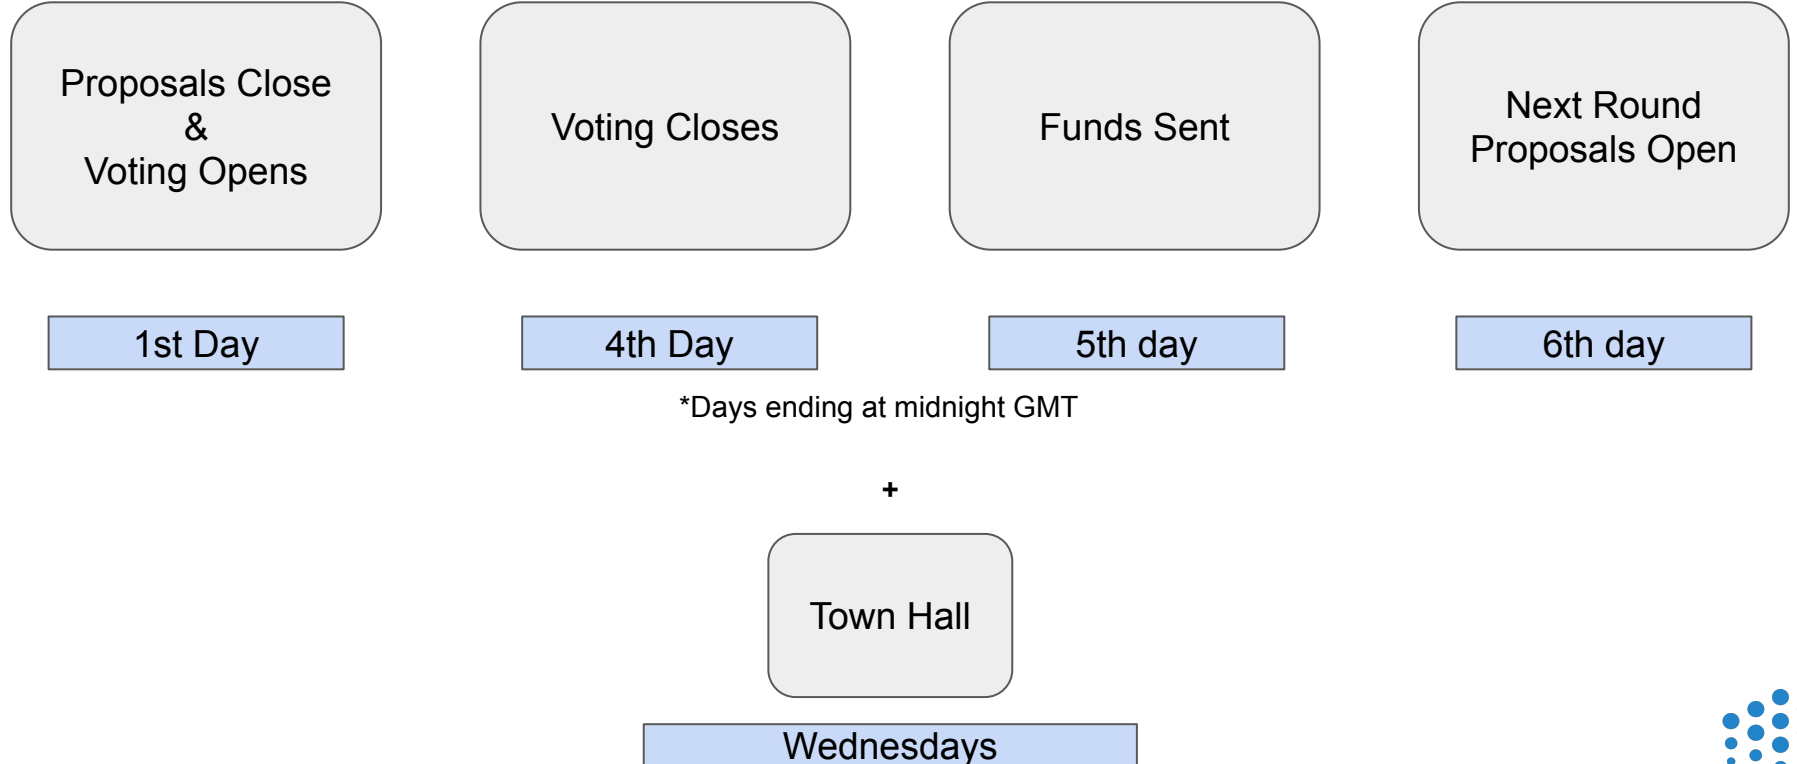 Proposals Close
&
Voting Opens
Voting Closes
Funds Sent
Next Round
Proposals Open
1st Day
4th Day
5th day
6th day
*Days ending at midnight GMT
+
Town Hall
Wednesdays